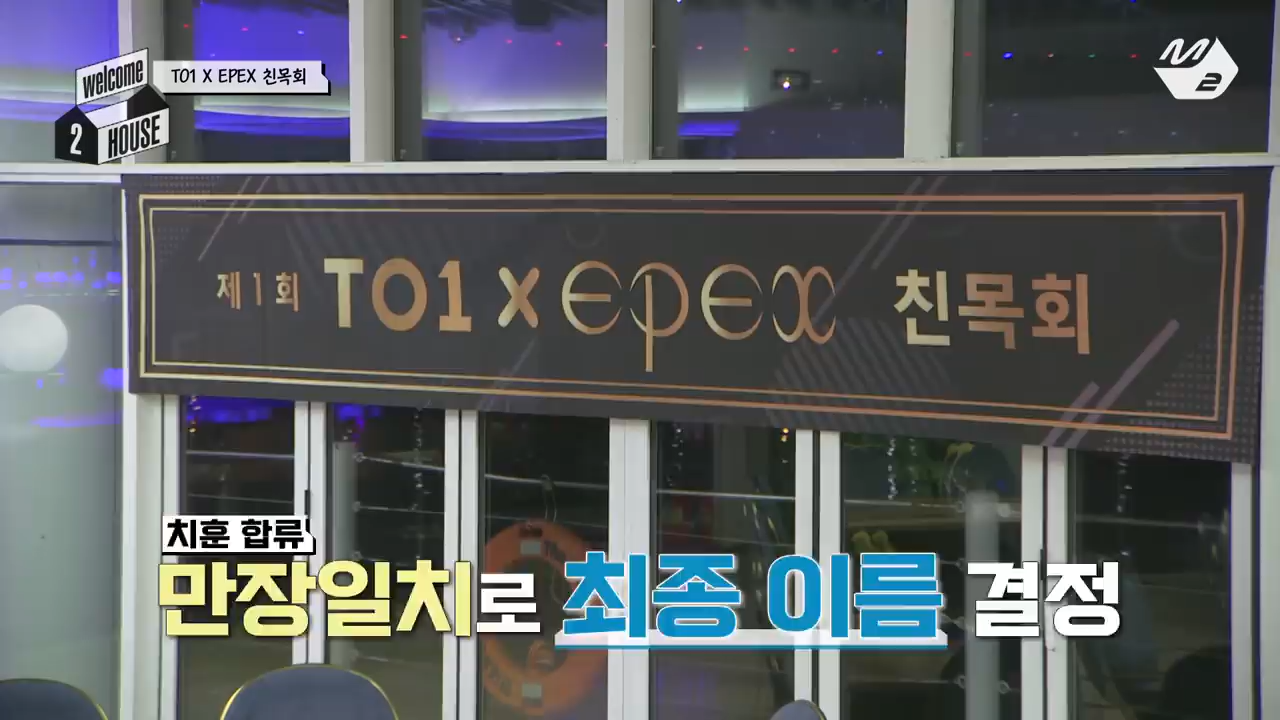 welcome
2 HOUSE
TO1 X EPEX 친목회
M2
제1회 TO1 X EPEX 친목회
치훈 합류
만장일치로 최종 이름 결정